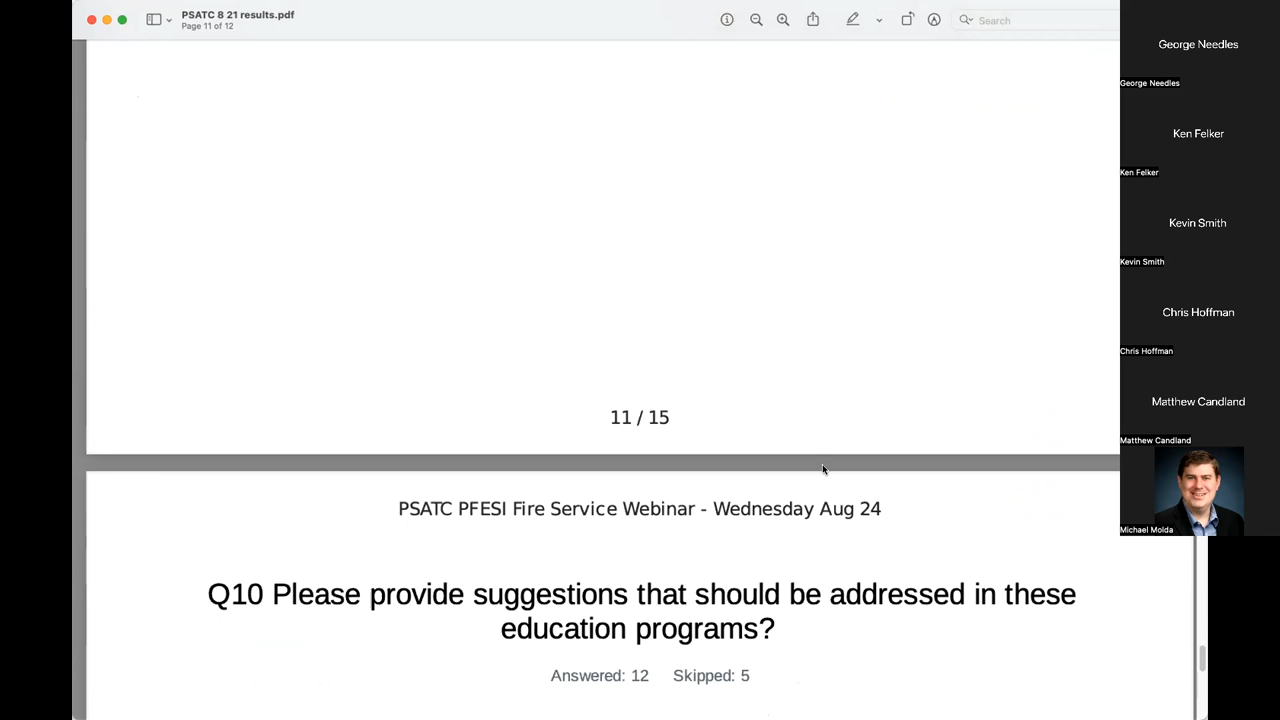 PSATC 8 21 results.pdf
Page 11 of 12
Search
11 / 15
PSATC PFESI Fire Service Webinar - Wednesday Aug 24
Q10 Please provide suggestions that should be addressed in these
education programs?
Answered: 12 Skipped: 5
George Needles
George Needles
Ken Felker
Ken Felker
Kevin Smith
Kevin Smith
Chris Hoffman
Chris Hoffman
Matthew Candland
Matthew Candland
Michael Molda